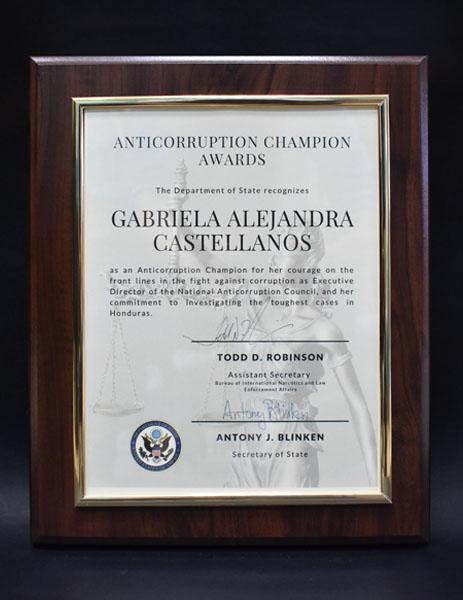 ANTICORRUPTION CHAMPION
AWARDS
The Department of State recognizes
GABRIELA ALEJANDRA
CASTELLANOS
as an Anticorruption Champion for her courage on the
front lines in the fight against corruption as Executive
Director of the National Anticorruption Council, and her
commitment to investigating the toughest cases in
Honduras.
TODD D. ROBINSON
Assistant Secretary
Bureau of International Narcotics and Law
Enforcement Affairs
Antony Blinken
ANTONY J. BLINKEN
Secretary of State